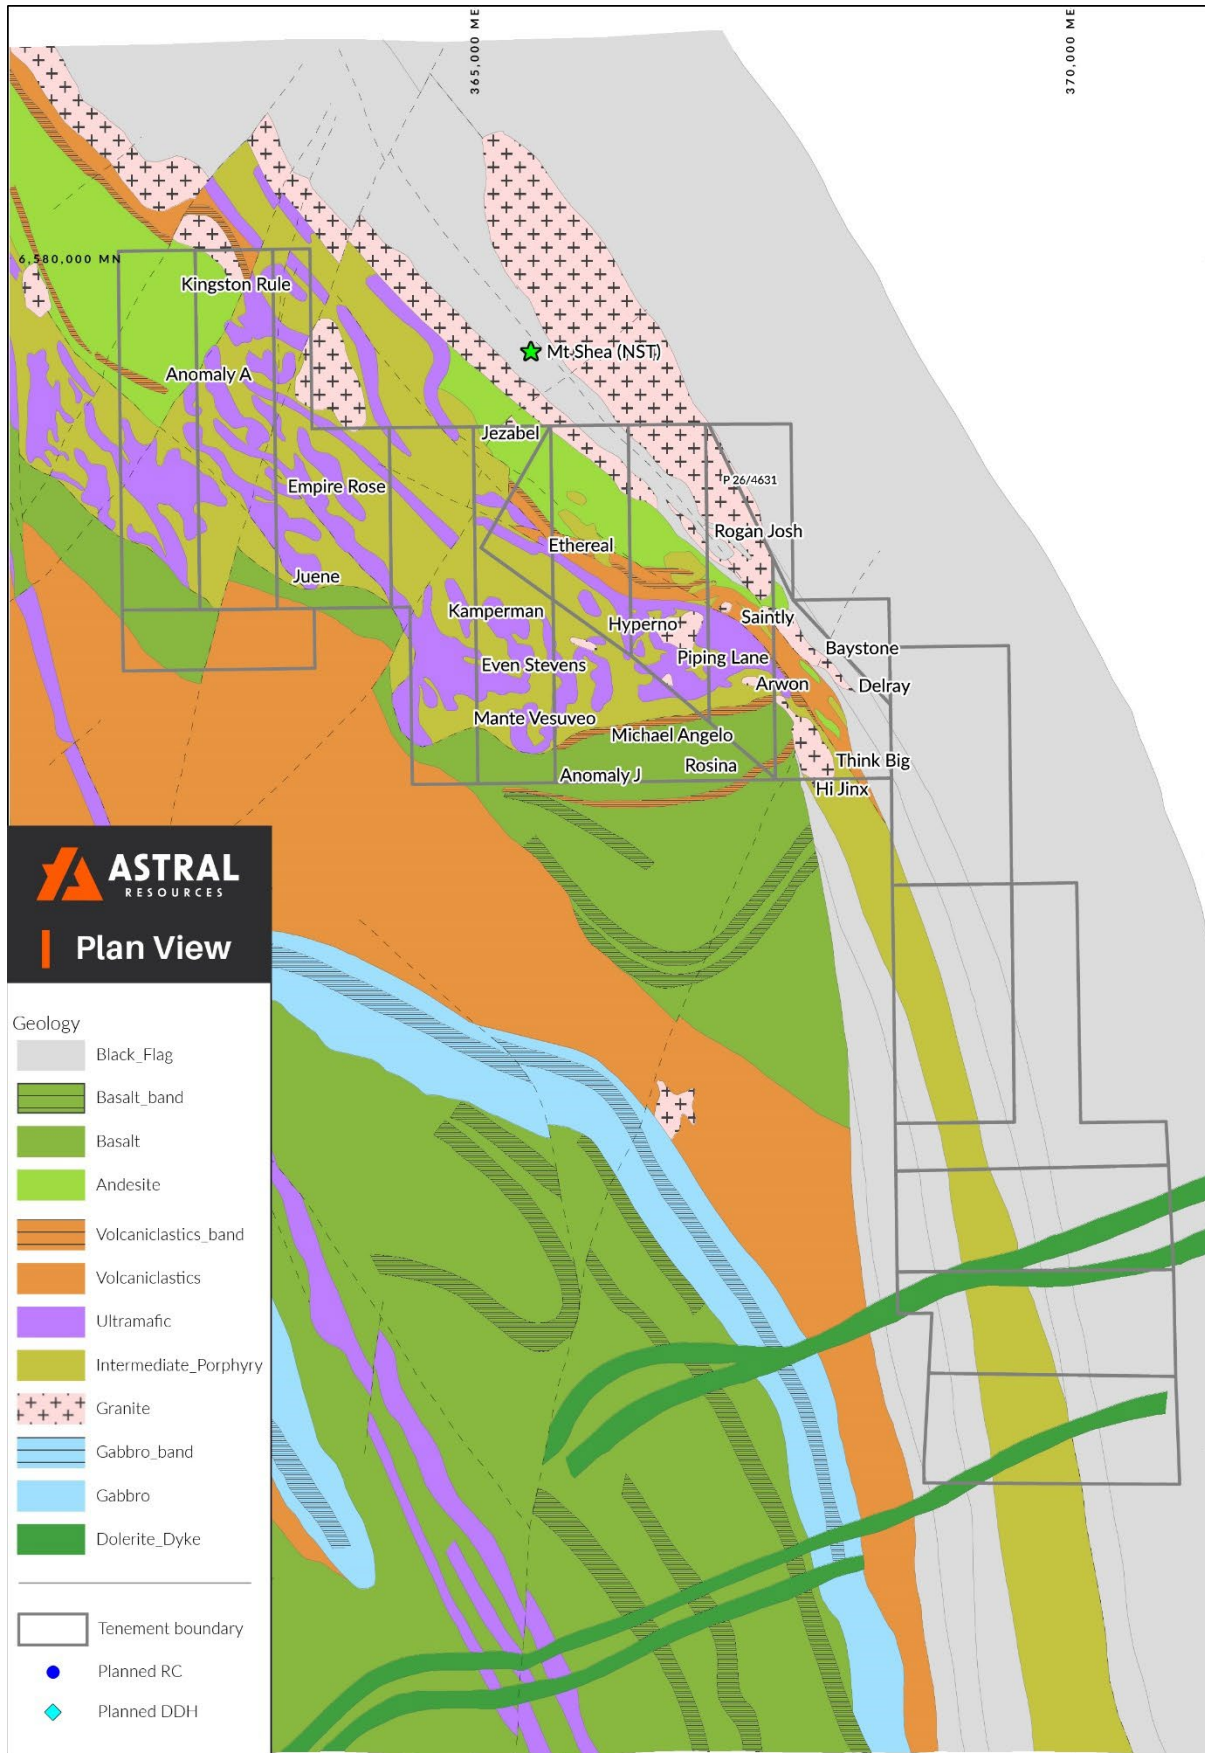 365,000 ME
370,000 ME
6,580,000 MN
Kingston Rule
Mt Shea (NST)
Anomaly A
Jezabel
P 26/4631
Empire Rose
Rogan Josh
Ethereal
Juene
Kamperman
Hyperno
Saintly
Baystone
Piping Lane
Even Stevens
Arwon
Delray
Mante Vesuveo
Michael Angelo
Rosina
Think Big
Anomaly J
Hi Jinx
ASTRAL
RESOURCES
Plan View
Geology
Black_Flag
Basalt_band
Basalt
Andesite
Volcaniclastics_band
Volcaniclastics
Ultramafic
Intermediate_Porphyry
Granite
Gabbro_band
Gabbro
Dolerite_Dyke
Tenement boundary
Planned RC
Planned DDH